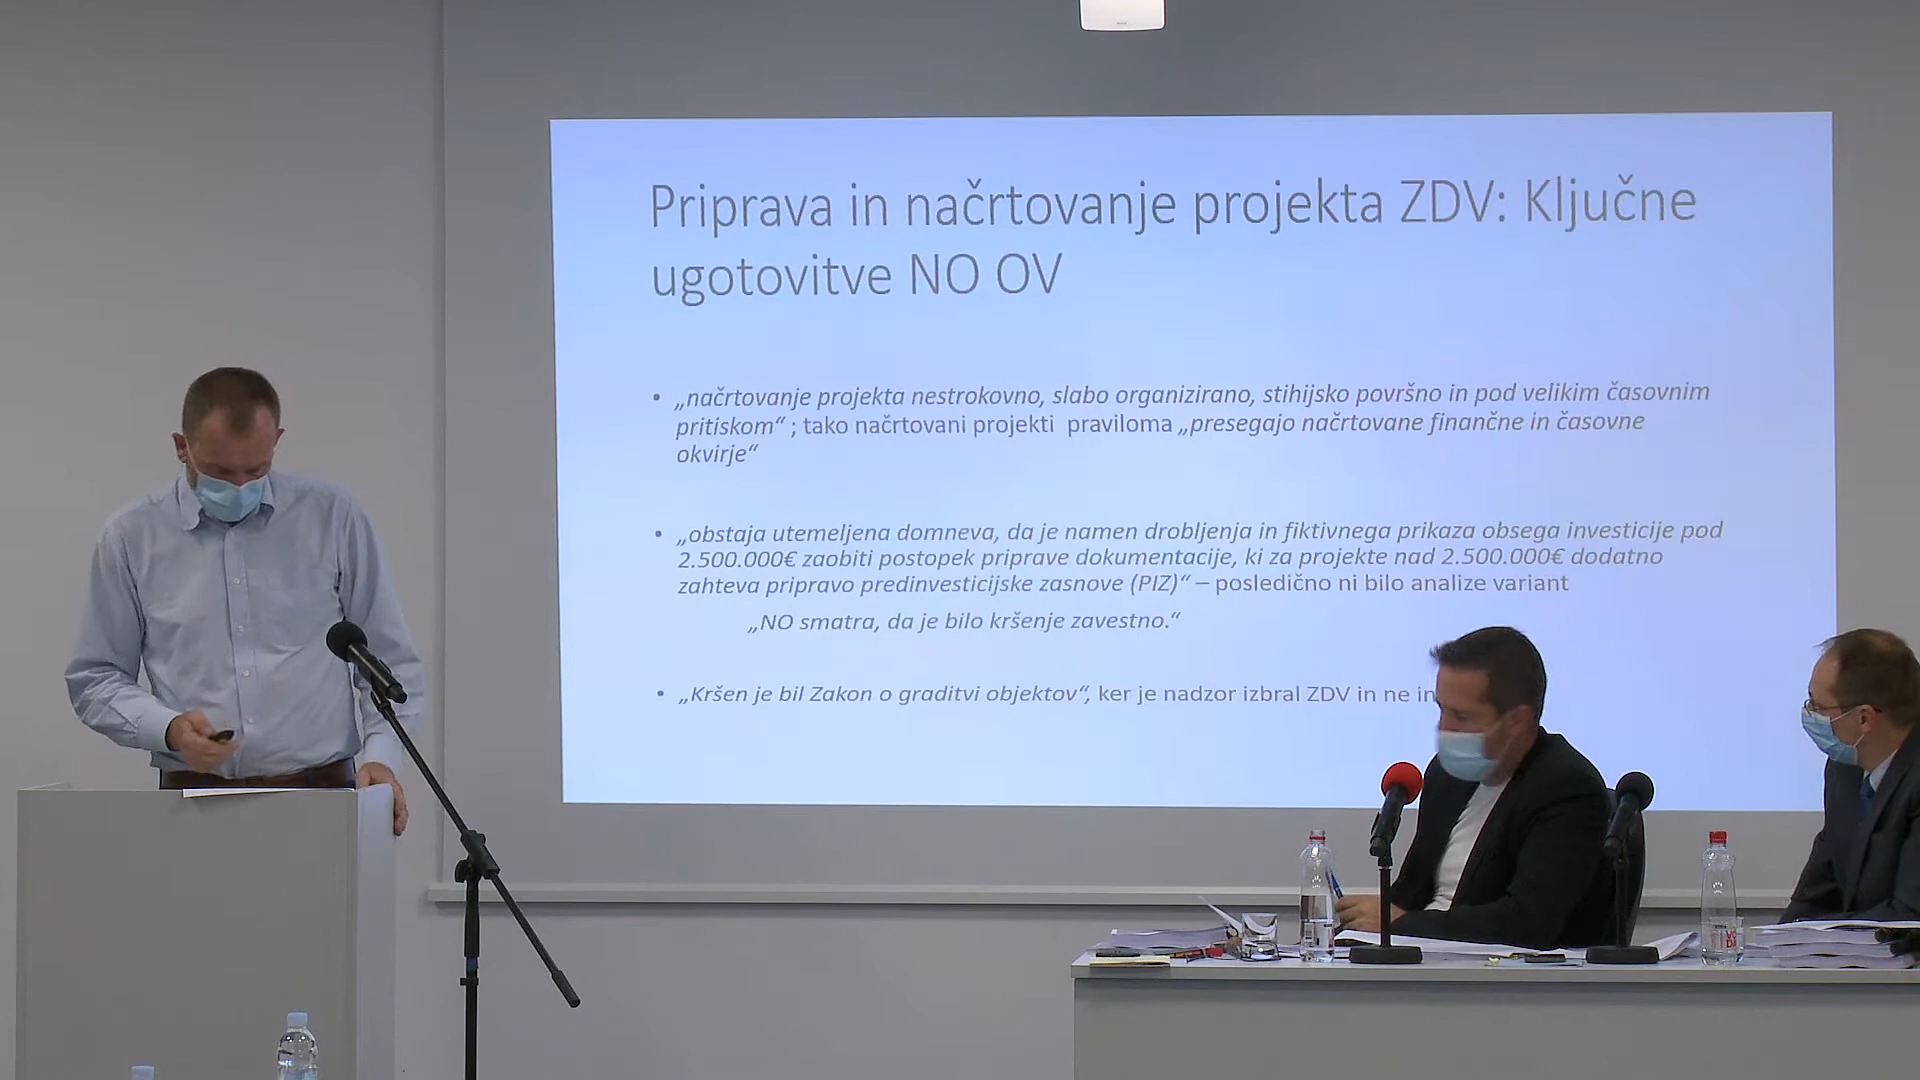 Priprava in načrtovanje projekta ZDV: Ključne
ugotovitve NO OV
• „načrtovanje projekta nestrokovno, slabo organizirano, stihijsko površno in pod velikim časovnim
pritiskom“ ; tako načrtovani projekti praviloma „presegajo načrtovane finančne in časovne
okvirje“
• „obstaja utemeljena domneva, da je namen drobljenja in fiktivnega prikaza obsega investicije pod
2.500.000€ zaobiti postopek priprave dokumentacije, ki za projekte nad 2.500.000€ dodatno
zahteva pripravo predinvesticijske zasnove (PIZ)“ – posledično ni bilo analize variant
„NO smatra, da je bilo kršenje zavestno.“
• „Kršen je bil Zakon o graditvi objektov“, ker je nadzor izbral ZDV in ne in